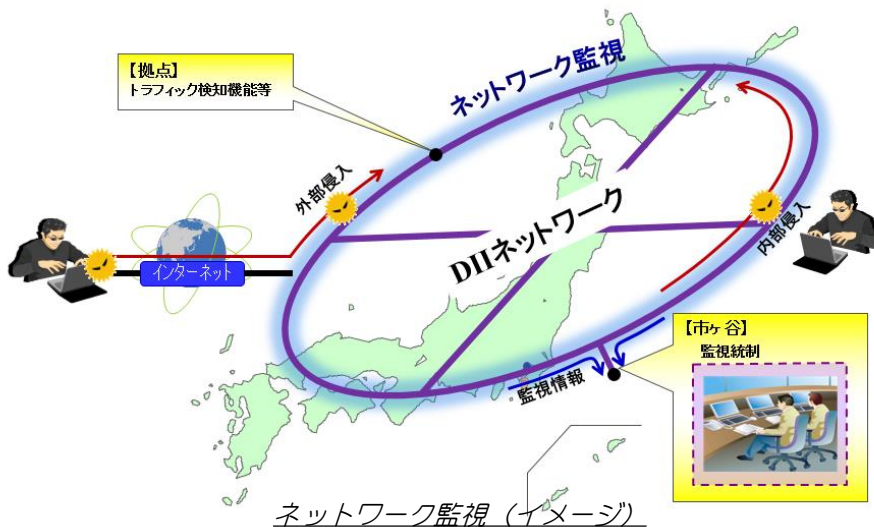 【拠点】
トラフィック検知機能等
ネットワーク監視
外部侵入
インターネット
DIIネットワーク
内部侵入
監視情報
【市ヶ谷】
監視統制
ネットワーク監視（イメージ）